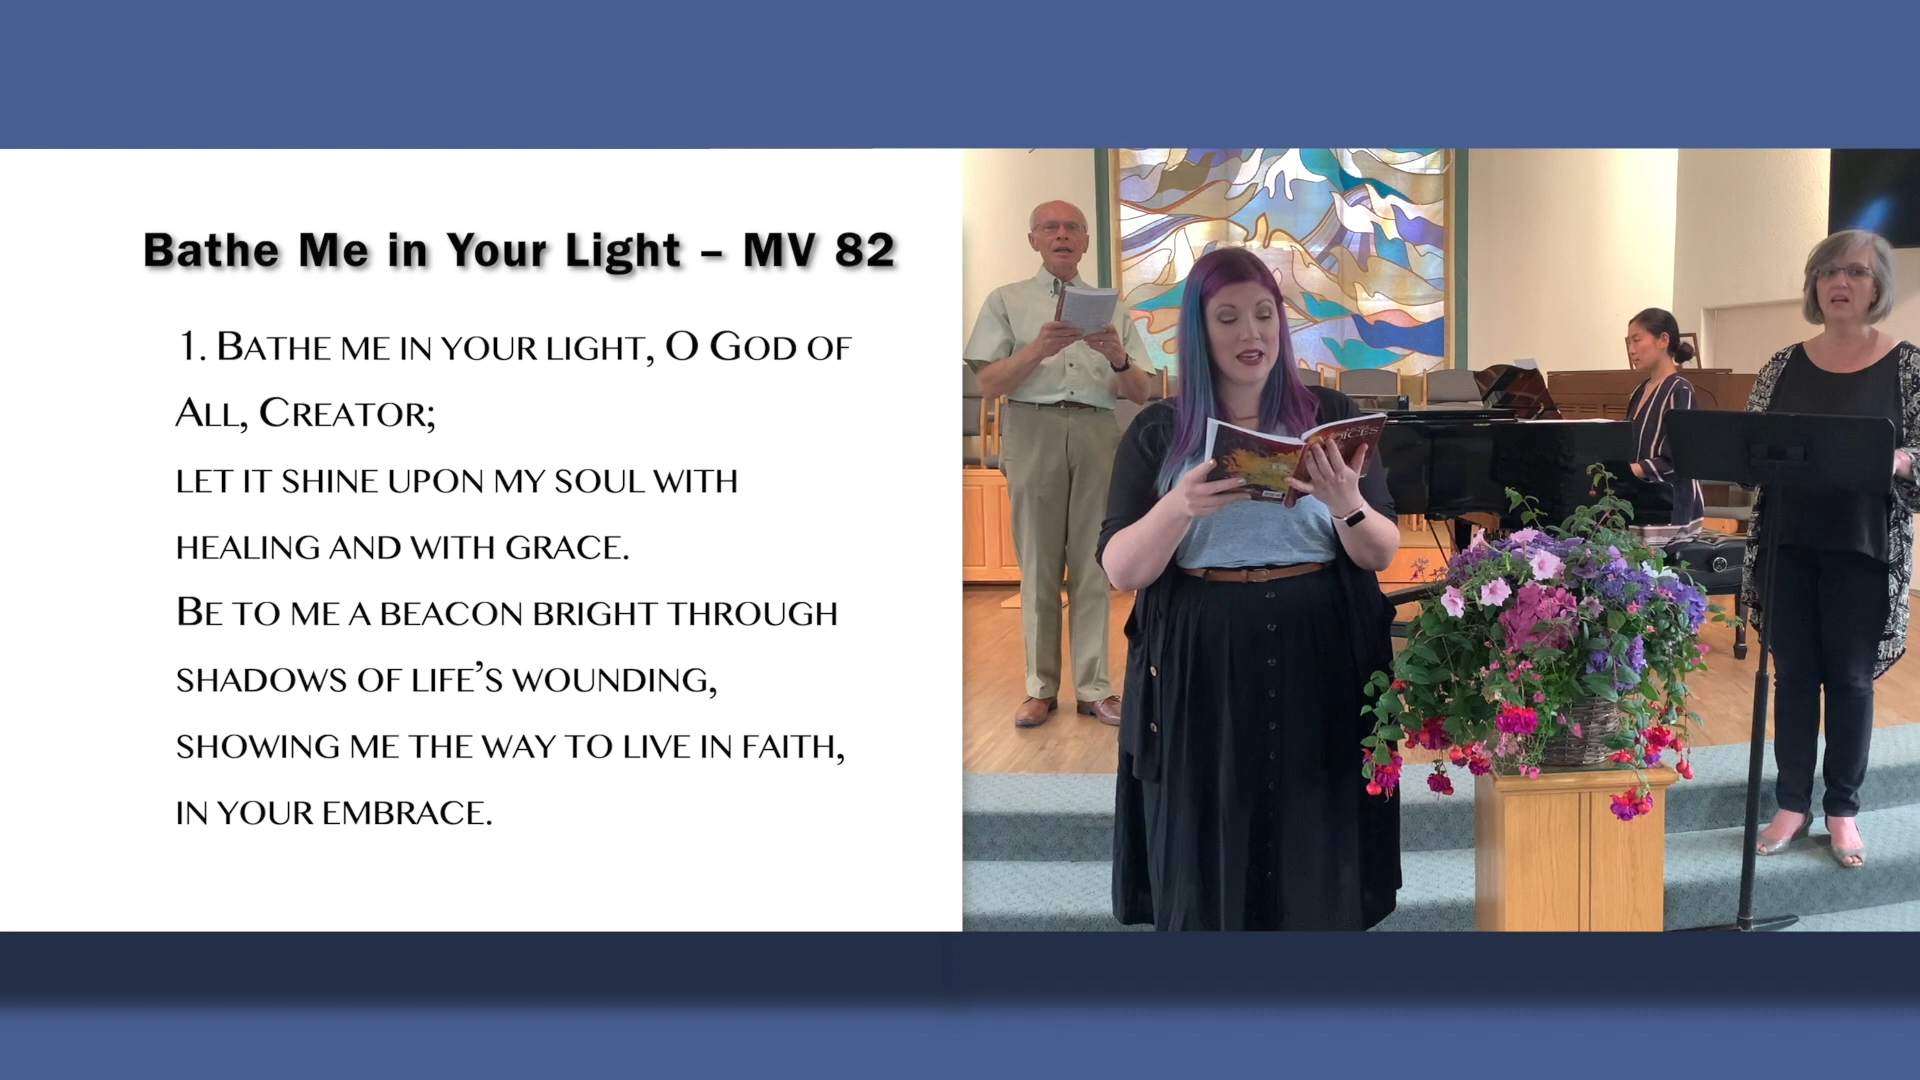 Bathe Me in Your Light – MV 82
1. Bathe me in your light, O God of
All, Creator;
let it shine upon my soul with
healing and with grace.
Be to me a beacon bright through
shadows of life’s wounding,
showing me the way to live in faith,
in your embrace.